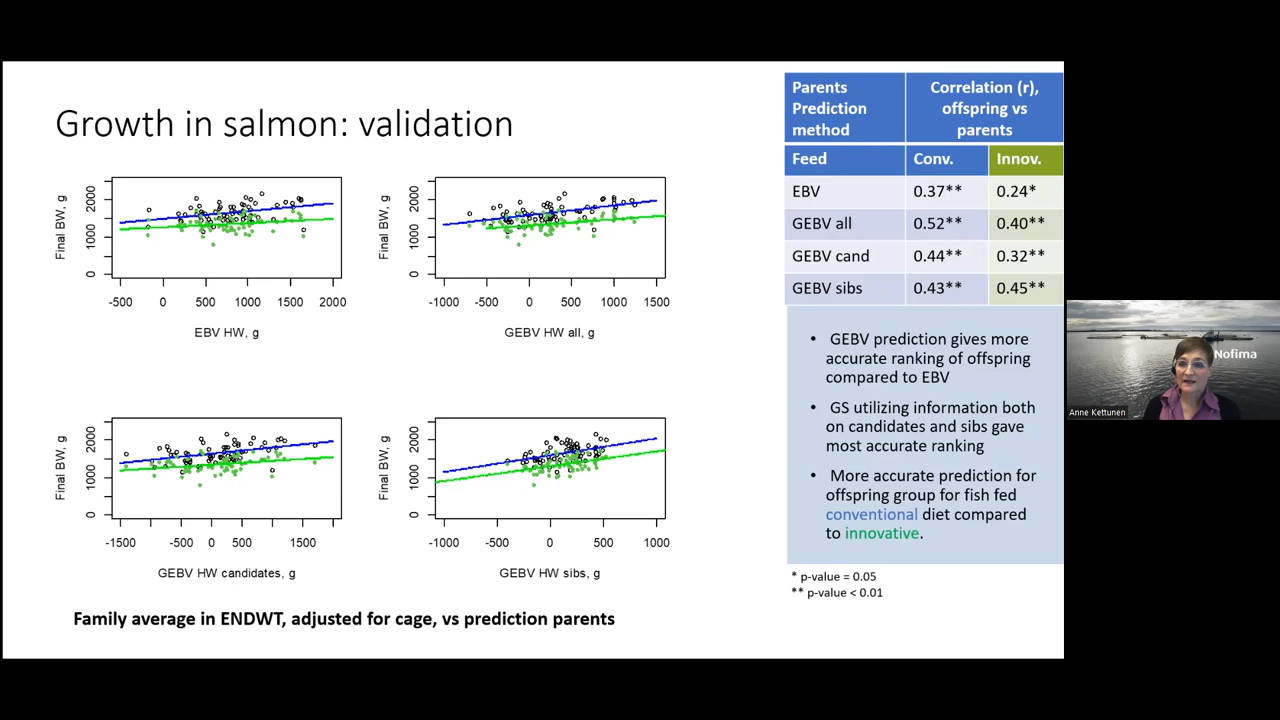 Growth in salmon: validation
Final BW, g
0
1000
2000
-500
0
500
1000
1500
2000
EBV HW, g
Final BW, g
0
1000
2000
-1000
-500
0
500
1000
1500
GEBV HW all, g
Final BW, g
0
1000
2000
-1500
-500
0
500
1500
GEBV HW candidates, g
Final BW, g
0
1000
2000
-1000
-500
0
500
1000
GEBV HW sibs, g
Family average in ENDWT, adjusted for cage, vs prediction parents
Parents
Prediction
method
Correlation (r),
offspring vs
parents
Feed Conv. Innov.
EBV 0.37** 0.24*
GEBV all 0.52** 0.40**
GEBV cand 0.44** 0.32**
GEBV sibs 0.43** 0.45**
• GEBV prediction gives more
accurate ranking of offspring
compared to EBV
• GS utilizing information both
on candidates and sibs gave
most accurate ranking
• More accurate prediction for
offspring group for fish fed
conventional diet compared
to innovative.
* p-value = 0.05
** p-value < 0.01
Nofima
Anne Kettunen